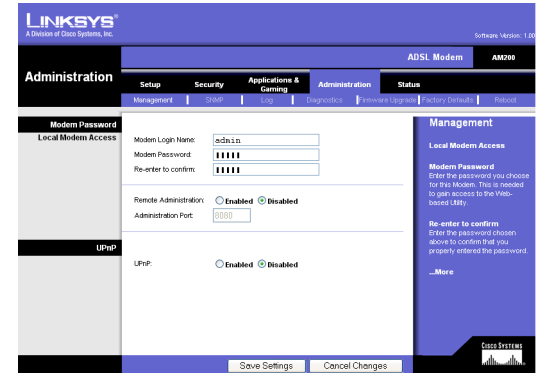 LINKSYS®
A Division of Cisco Systems, Inc.
Software Version: 1.00
ADSL Modem AM200
Administration
Setup Security Applications & Gaming Administration Status
Management SNMP Log Diagnostics Firmware Upgrade Factory Defaults Reboot
Modem Password
Local Modem Access
Modem Login Name: admin
Modem Password:
Re-enter to confirm:
Remote Administration: Enabled Disabled
Administration Port: 8080
UPnP
UPnP: Enabled Disabled
Management
Local Modem Access
Modem Password
Enter the password you choose
for this Modem. This is needed
to gain access to the Web-
based Utility.
Re-enter to confirm
Enter the password chosen
above to confirm that you
properly entered the password.
...More
CISCO SYSTEMS
Save Settings Cancel Changes